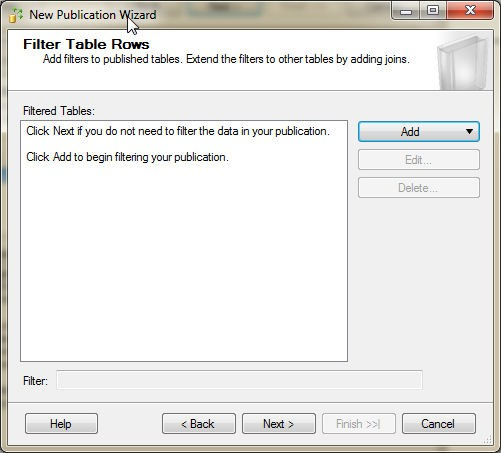 New Publication Wizard
Filter Table Rows
Add filters to published tables. Extend the filters to other tables by adding joins.
Filtered Tables:
Click Next if you do not need to filter the data in your publication.
Click Add to begin filtering your publication.
Add
Edit...
Delete...
Filter:
Help
< Back
Next >
Finish >>|
Cancel